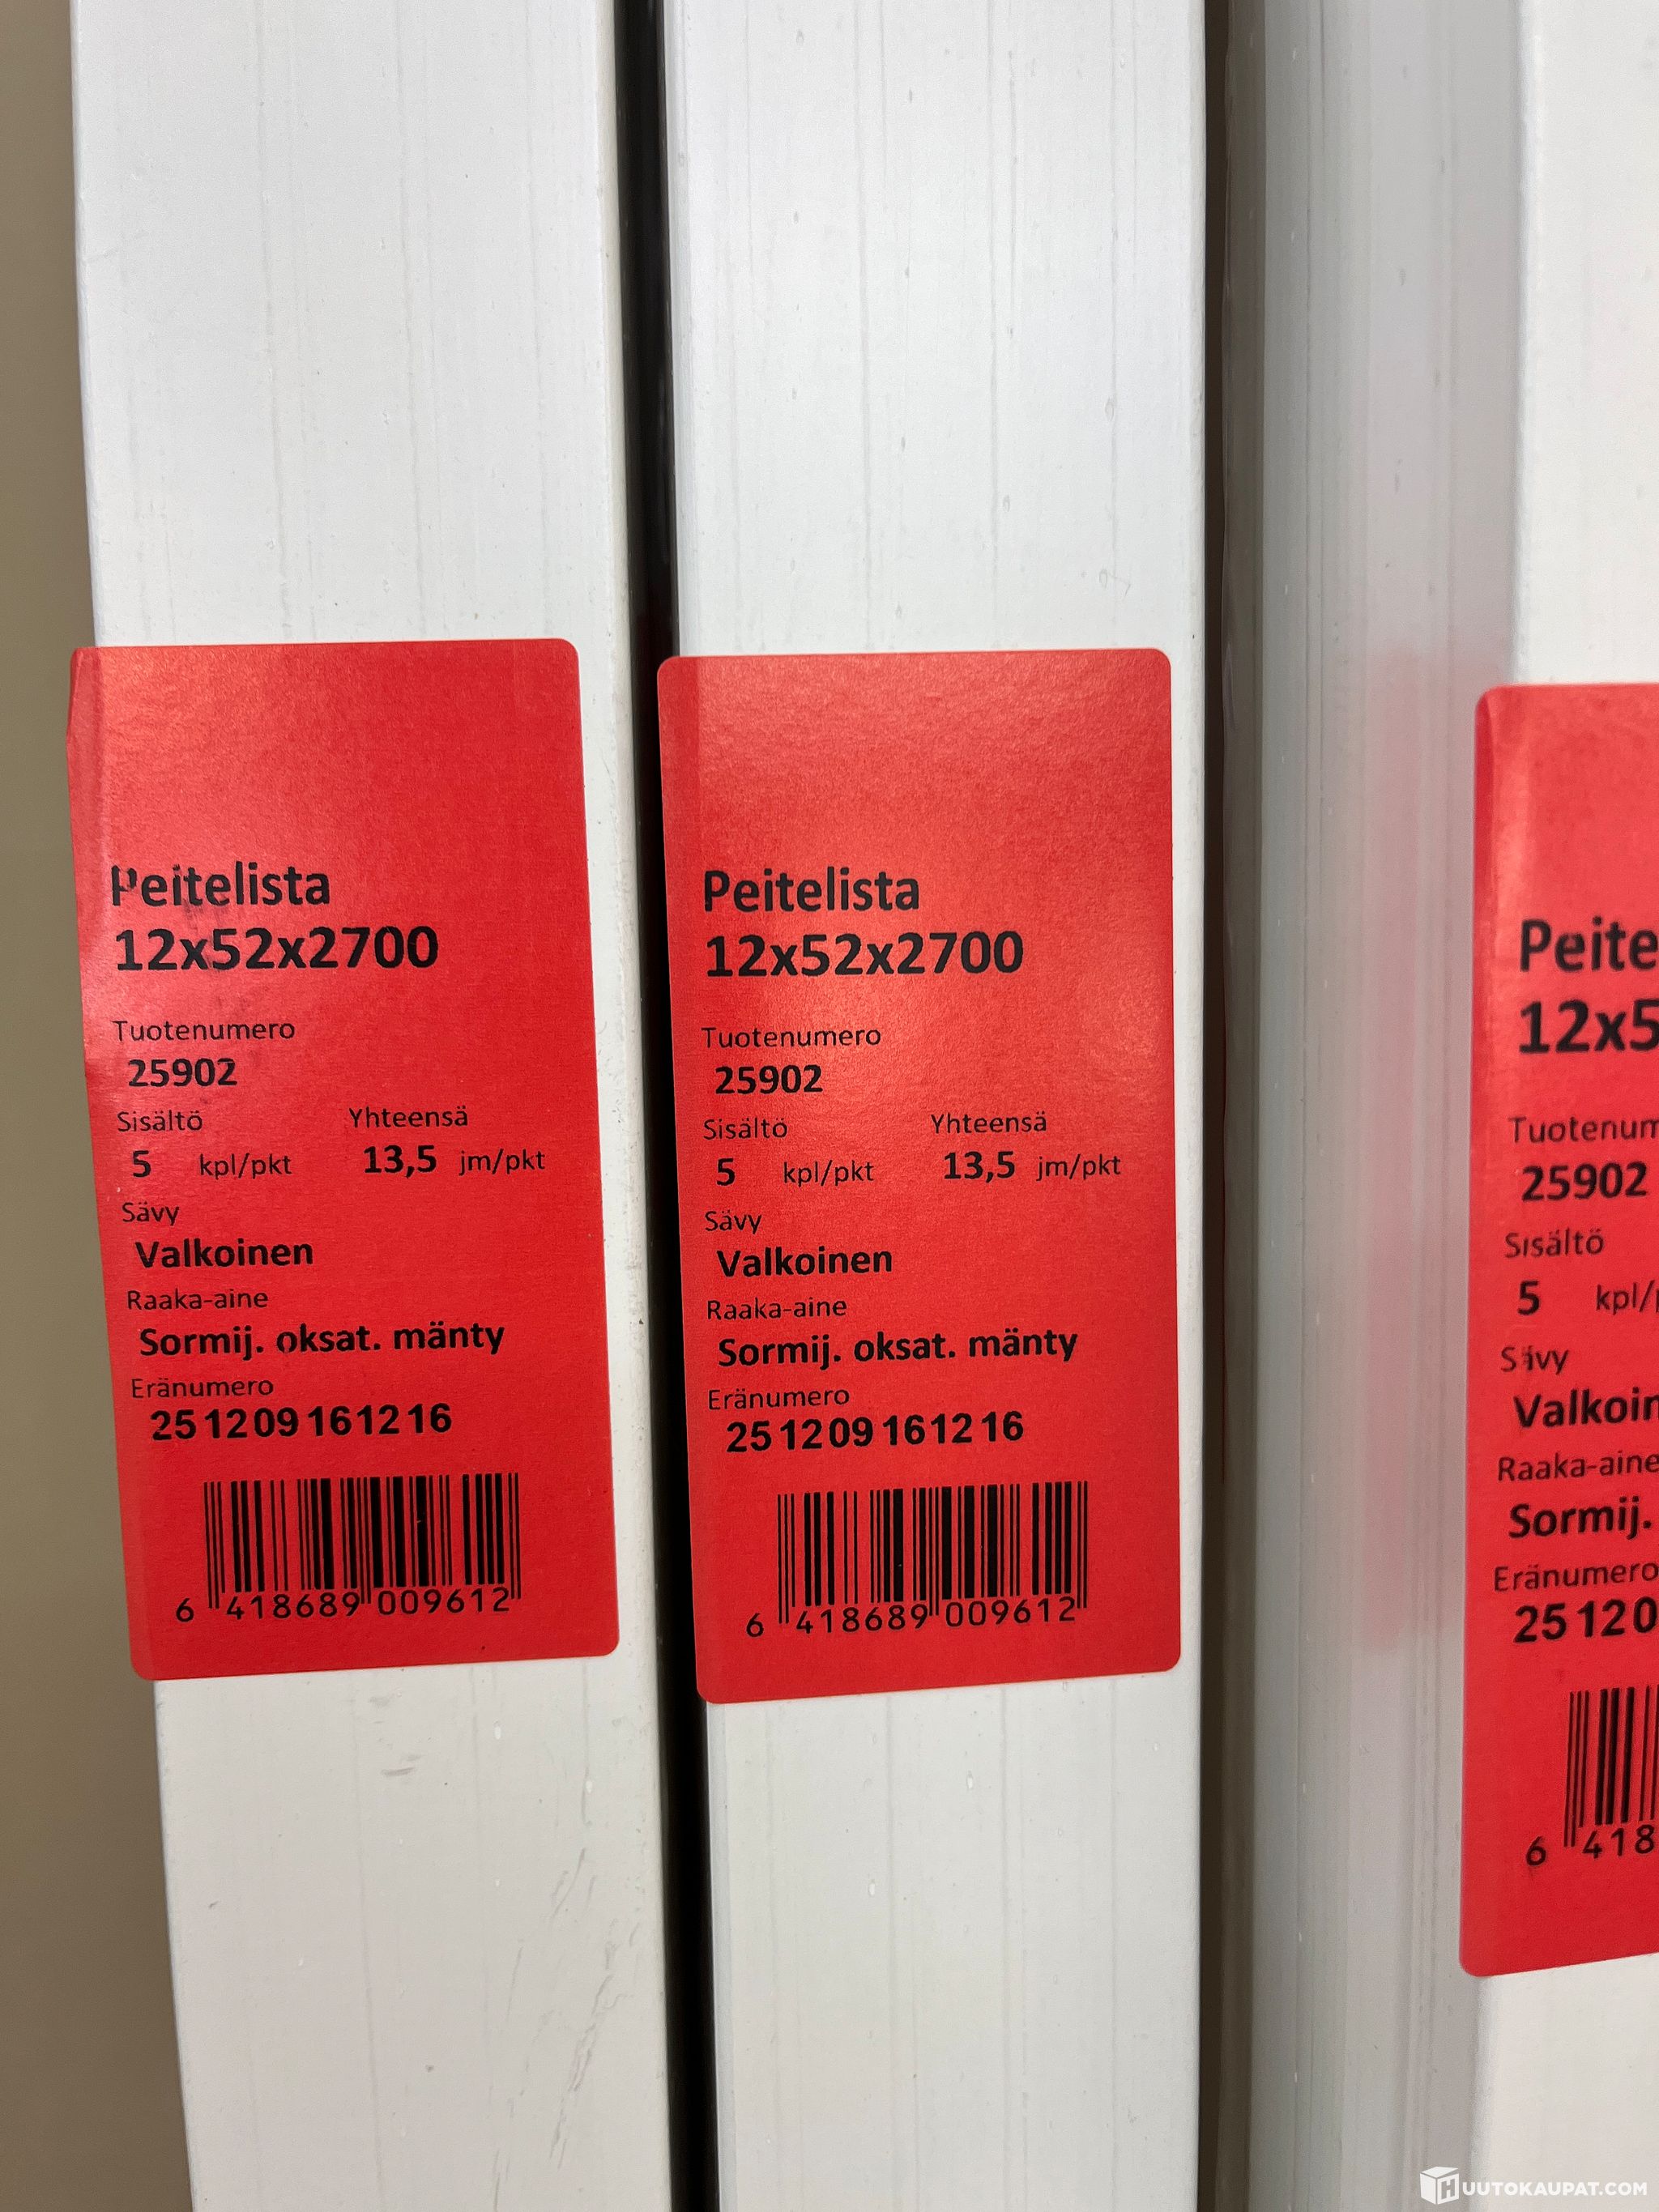 Peitelista
12x52x2700
Tuotenumero
25902
Sisältö Yhteensä
5 kpl/pkt 13,5 jm/pkt
Sävy
Valkoinen
Raaka-aine
Sormij. oksat. mänty
Eränumero
25 12 09 16 12 16
6 418689 009612
Peitelista
12x52x2700
Tuotenumero
25902
Sisältö Yhteensä
5 kpl/pkt 13,5 jm/pkt
Sävy
Valkoinen
Raaka-aine
Sormij. oksat. mänty
Eränumero
25 12 09 16 12 16
6 418689 009612
Peite
12x5
Tuotenum
25902
Sisältö
5 kpl/
Sävy
Valkoin
Raaka-aine
Sormij.
Eränumero
25 12 0
6 418
HUUTOKAUPAT.COM